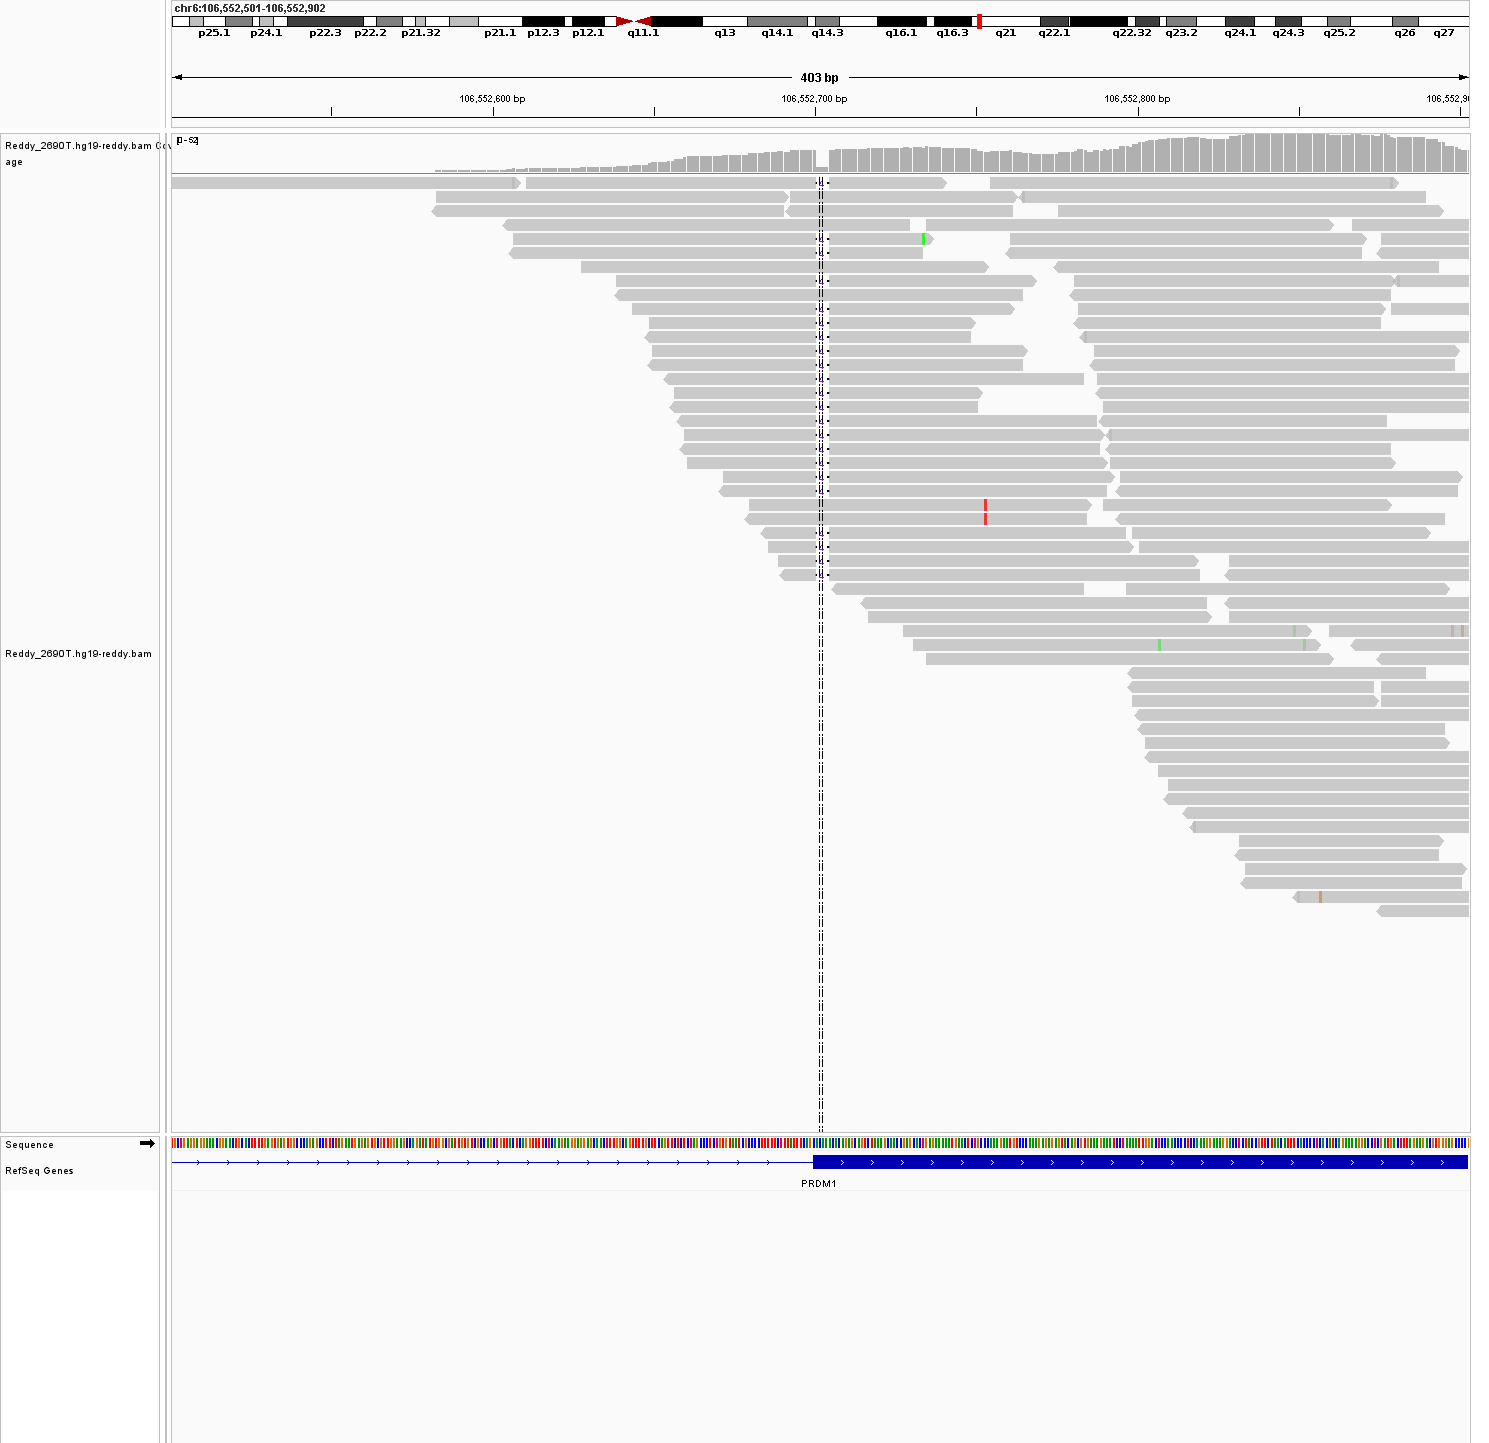 chr6:106,552,501-106,552,902
p25.1 p24.1 p22.3 p22.2 p21.32 p21.1 p12.3 p12.1 q11.1 q13 q14.1 q14.3 q16.1 q16.3 q21 q22.1 q22.32 q23.2 q24.1 q24.3 q25.2 q26 q27
403 bp
106,552,600 bp 106,552,700 bp 106,552,800 bp 106,552,90
Reddy_2690T.hg19-reddy.bam Cov
age
[0-52]
Reddy_2690T.hg19-reddy.bam
Sequence
RefSeq Genes
PRDM1